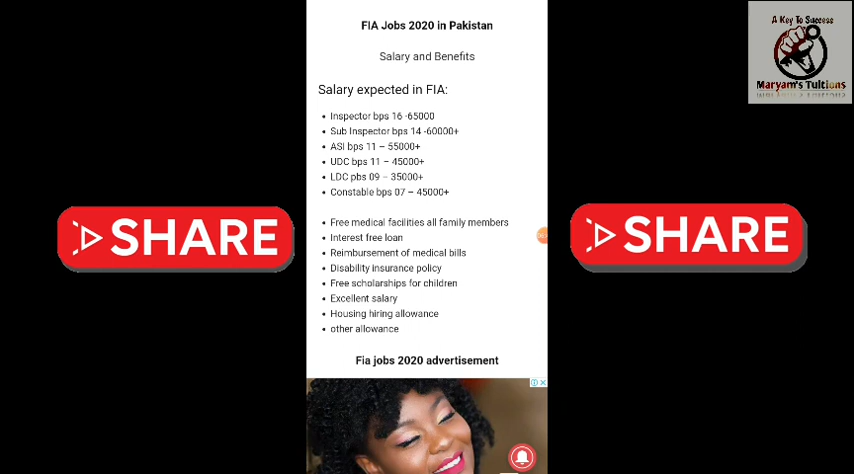 FIA Jobs 2020 in Pakistan
Salary and Benefits
Salary expected in FIA:
Inspector bps 16 -65000
Sub Inspector bps 14 -60000+
ASI bps 11 – 55000+
UDC bps 11 – 45000+
LDC pbs 09 – 35000+
Constable bps 07 – 45000+
Free medical facilities all family members
Interest free loan
Reimbursement of medical bills
Disability insurance policy
Free scholarships for children
Excellent salary
Housing hiring allowance
other allowance
Fia jobs 2020 advertisement
SHARE
SHARE
A Key To Success
Maryam's Tuitions